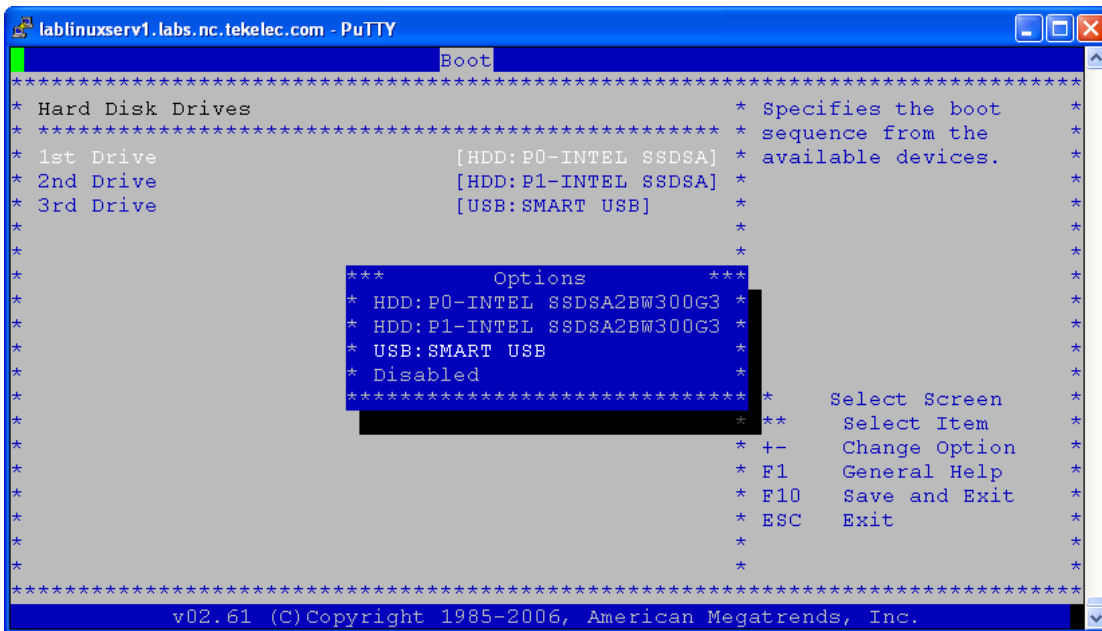 lablinuxserv1.labs.nc.tekelec.com - PuTTY
Boot
********************************************************************************
* Hard Disk Drives * Specifies the boot *
* *************************************************** * sequence from the *
* 1st Drive [HDD:P0-INTEL SSDSA] * available devices. *
* 2nd Drive [HDD:P1-INTEL SSDSA] * *
* 3rd Drive [USB:SMART USB] * *
* * *
* * *
* *** Options *** *
* * HDD:P0-INTEL SSDSA2BW300G3 * *
* * HDD:P1-INTEL SSDSA2BW300G3 * *
* * USB:SMART USB * *
* * Disabled * *
* ****************************** * Select Screen *
* * ** Select Item *
* * +- Change Option *
* * F1 General Help *
* * F10 Save and Exit *
* * ESC Exit *
* * *
* * *
********************************************************************************
v02.61 (C)Copyright 1985-2006, American Megatrends, Inc.